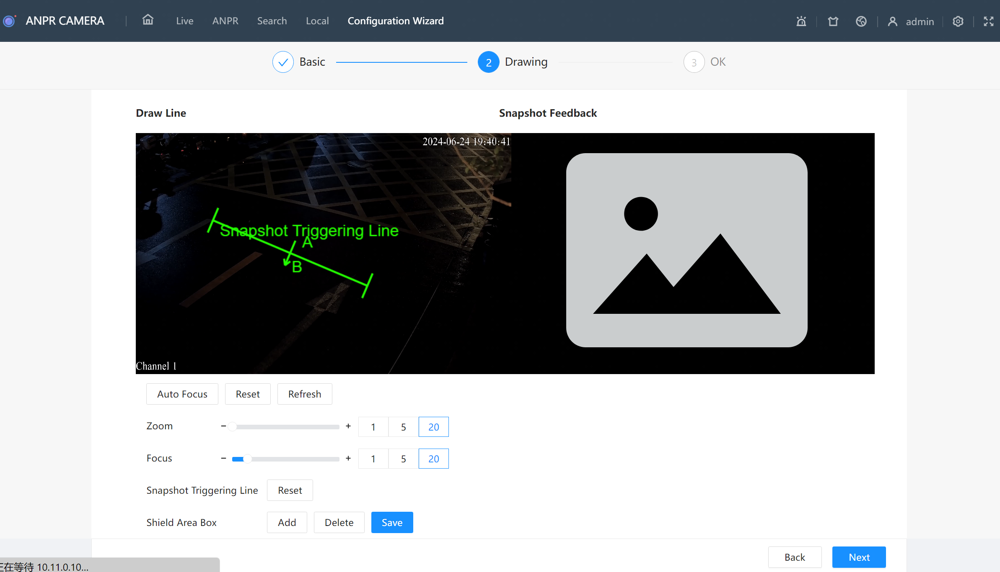 ANPR CAMERA
Live
ANPR
Search
Local
Configuration Wizard
admin
Basic
2
Drawing
3
OK
Draw Line
Snapshot Feedback
2024-06-24 19:40:41
Snapshot Triggering Line
A
B
Channel 1
Auto Focus
Reset
Refresh
Zoom
− + 1 5 20
Focus
− + 1 5 20
Snapshot Triggering Line
Reset
Shield Area Box
Add
Delete
Save
Back
Next
正在等待 10.11.0.10...